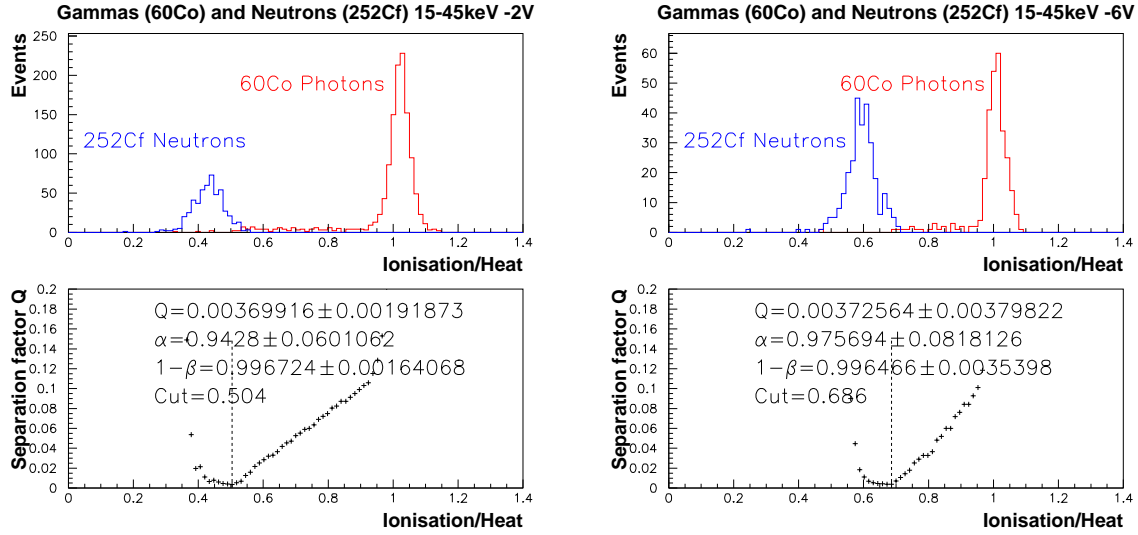 Gammas (60Co) and Neutrons (252Cf) 15-45keV -2V
Events
250
200
150
100
50
0
60Co Photons
252Cf Neutrons
0 0.2 0.4 0.6 0.8 1 1.2 1.4
Ionisation/Heat
Separation factor Q
0.2
0.18
0.16
0.14
0.12
0.1
0.08
0.06
0.04
0.02
0
Q=0.00369916±0.00191873
α=0.9428±0.0601062
1-β=0.996724±0.00164068
Cut=0.504
0 0.2 0.4 0.6 0.8 1 1.2 1.4
Ionisation/Heat
Gammas (60Co) and Neutrons (252Cf) 15-45keV -6V
Events
60
50
40
30
20
10
0
60Co Photons
252Cf Neutrons
0 0.2 0.4 0.6 0.8 1 1.2 1.4
Ionisation/Heat
Separation factor Q
0.2
0.18
0.16
0.14
0.12
0.1
0.08
0.06
0.04
0.02
0
Q=0.00372564±0.00379822
α=0.975694±0.0818126
1-β=0.996466±0.0035398
Cut=0.686
0 0.2 0.4 0.6 0.8 1 1.2 1.4
Ionisation/Heat